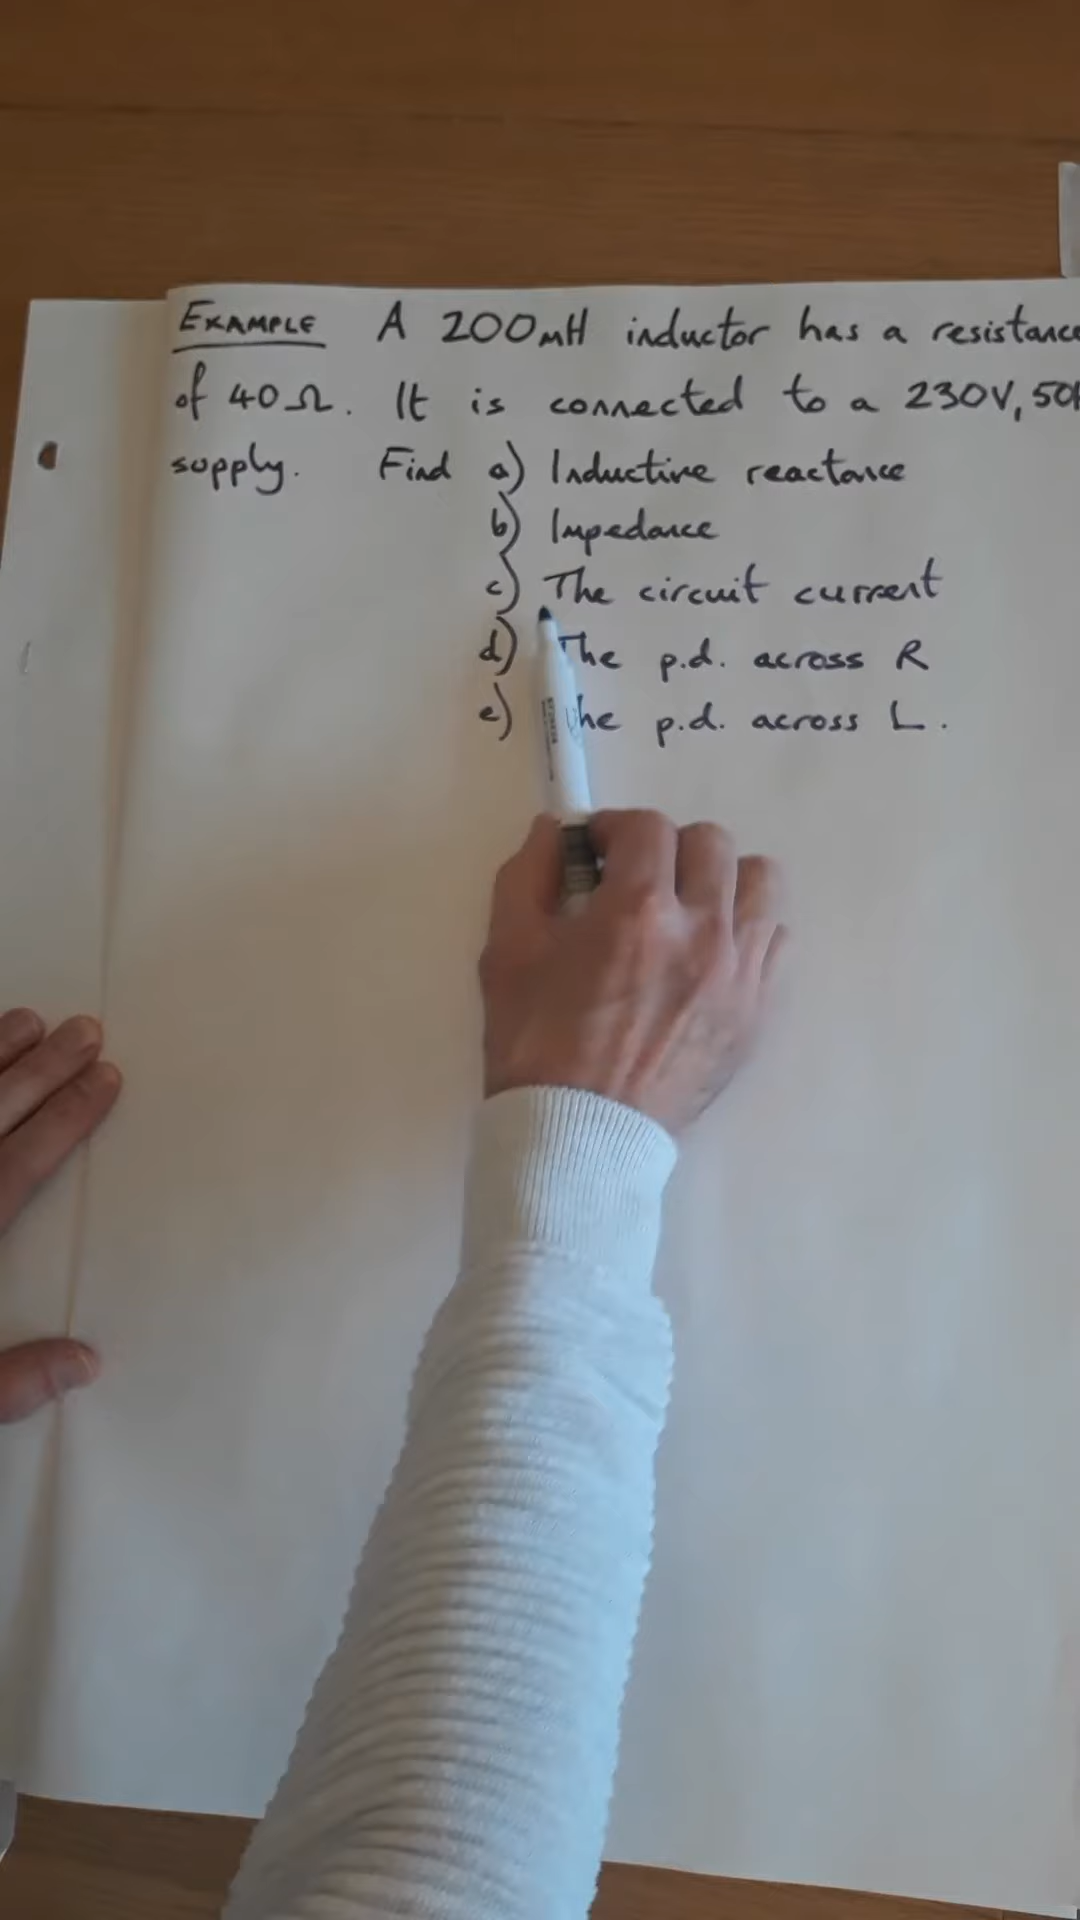 EXAMPLE A 200mH inductor has a resistance
of 40Ω. It is connected to a 230V, 50H
supply. Find a) Inductive reactance
b) Impedance
c) The circuit current
d) The p.d. across R
e) The p.d. across L.